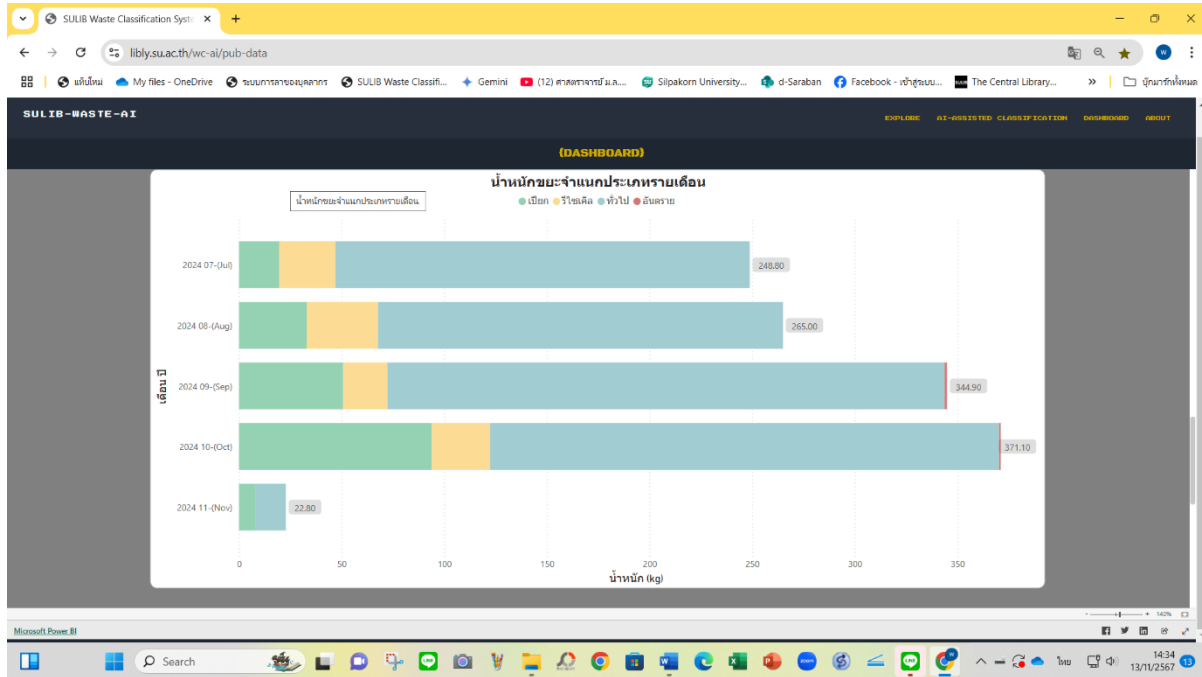 SULIB Waste Classification Syste
libly.su.ac.th/wc-ai/pub-data
W
แท็บใหม่ My files - OneDrive ระบบการลาของบุคลากร SULIB Waste Classifi... Gemini (12) ศาสตราจารย์ ม.ล.... Silpakorn University... d-Saraban Facebook - เข้าสู่ระบบ... The Central Library... » บุ๊กมาร์กทั้งหมด
SULIB-WASTE-AI
EXPLORE AI-ASSISTED CLASSIFICATION DASHBOARD ABOUT
(DASHBOARD)
น้ำหนักขยะจำแนกประเภทรายเดือน
น้ำหนักขยะจำแนกประเภทรายเดือน
เปียก รีไซเคิล ทั่วไป อันตราย
เดือน ปี
2024 07-(Jul) 248.80
2024 08-(Aug) 265.00
2024 09-(Sep) 344.90
2024 10-(Oct) 371.10
2024 11-(Nov) 22.80
0 50 100 150 200 250 300 350
น้ำหนัก (kg)
- + 140%
Microsoft Power BI
Search
ไทย
14:34
13/11/2567
13